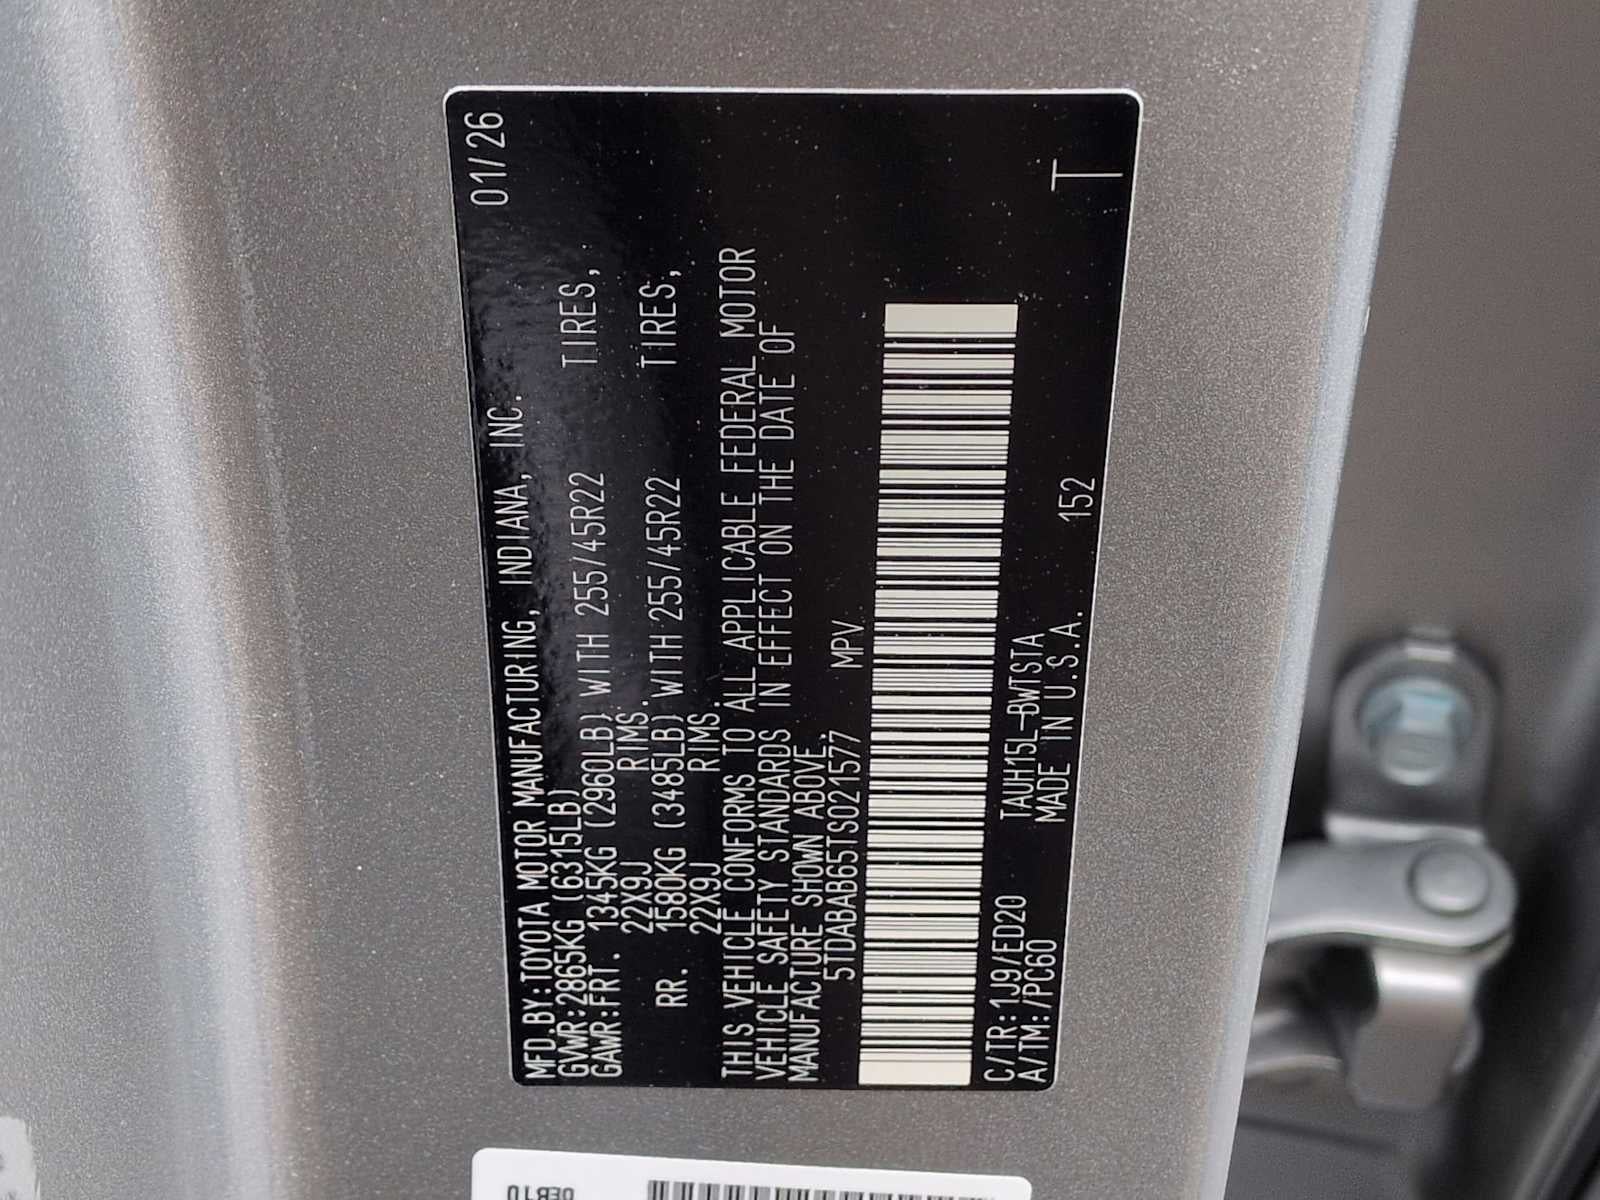 MFD.BY:TOYOTA MOTOR MANUFACTURING, INDIANA, INC. 01/26
GVWR:2865KG (6315LB)
GAWR:FRT. 1345KG (2960LB) WITH 255/45R22 TIRES,
22X9J RIMS.
RR. 1580KG (3485LB) WITH 255/45R22 TIRES,
22X9J RIMS.
THIS VEHICLE CONFORMS TO ALL APPLICABLE FEDERAL MOTOR
VEHICLE SAFETY STANDARDS IN EFFECT ON THE DATE OF
MANUFACTURE SHOWN ABOVE.
5TDABAB65TS021577 MPV
C/TR:1J9/ED20 TAUH15L-BWTSTA
A/TM:/PC60 MADE IN U.S.A. 152 T